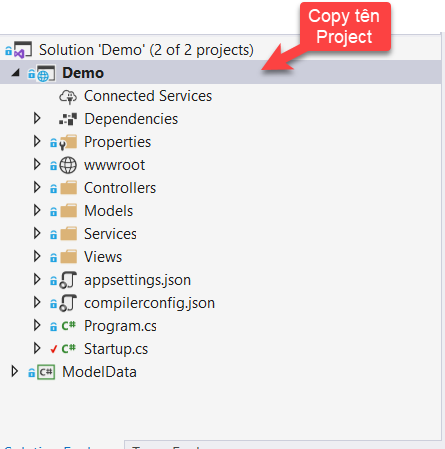 Copy tên
Project
Solution 'Demo' (2 of 2 projects)
Demo
Connected Services
Dependencies
Properties
wwwroot
Controllers
Models
Services
Views
appsettings.json
compilerconfig.json
C# Program.cs
C# Startup.cs
C# ModelData